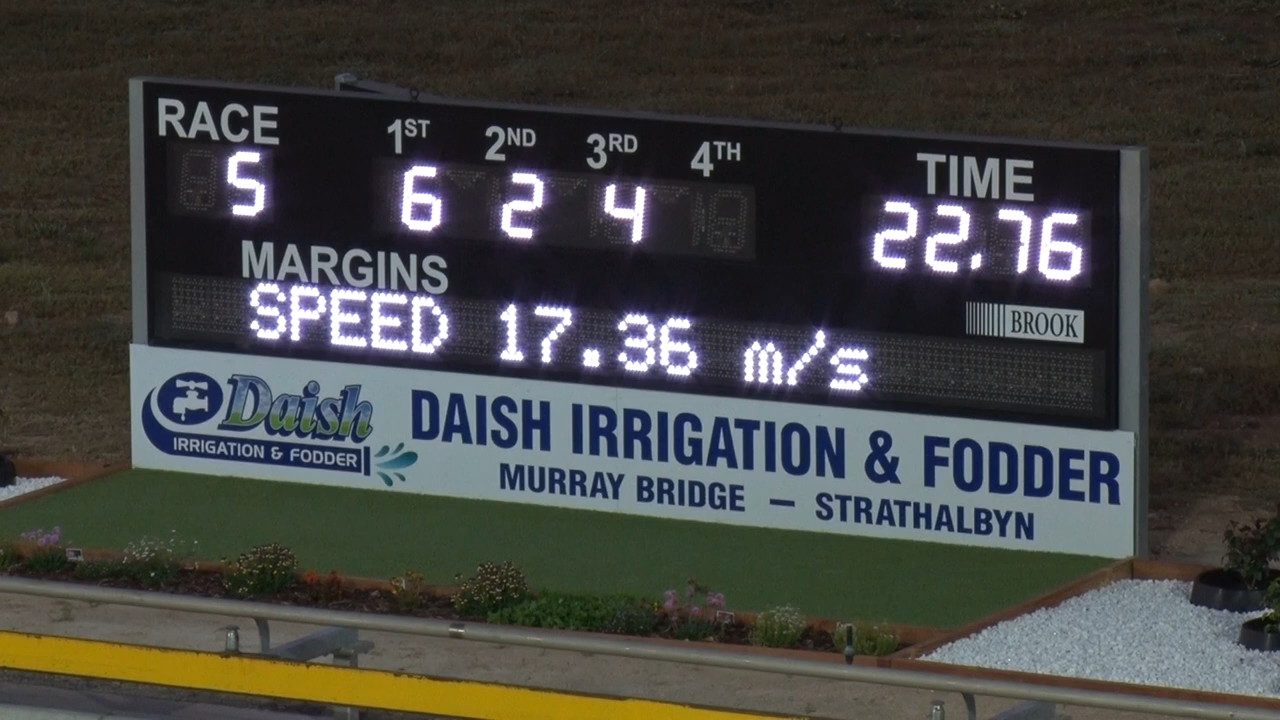 RACE 1ST 2ND 3RD 4TH TIME
5 6 2 4 22.76
MARGINS
BROOK
SPEED 17.36 m/s
Daish
IRRIGATION & FODDER
DAISH IRRIGATION & FODDER
MURRAY BRIDGE — STRATHALBYN